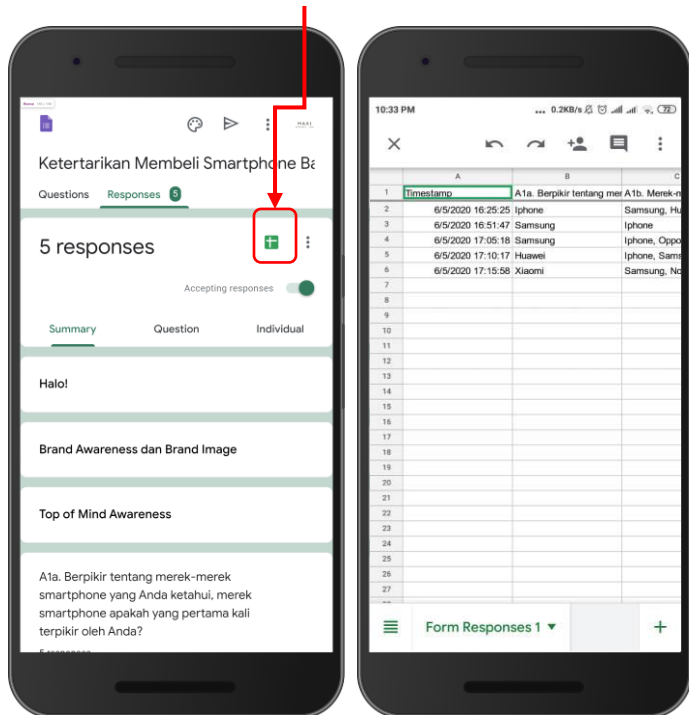 Ketertarikan Membeli Smartphone Ba
Questions Responses 5
5 responses
Accepting responses
Summary Question Individual
Halo!
Brand Awareness dan Brand Image
Top of Mind Awareness
A1a. Berpikir tentang merek-merek
smartphone yang Anda ketahui, merek
smartphone apakah yang pertama kali
terpikir oleh Anda?
5 responses
10:33 PM ... 0.2KB/s 72
A B C
1 Timestamp A1a. Berpikir tentang mer A1b. Merek-m
2 6/5/2020 16:25:25 Iphone Samsung, Hu
3 6/5/2020 16:51:47 Samsung Iphone
4 6/5/2020 17:05:18 Samsung Iphone, Oppo
5 6/5/2020 17:10:17 Huawei Iphone, Sams
6 6/5/2020 17:15:58 Xiaomi Samsung, No
7
8
9
10
11
12
13
14
15
16
17
18
19
20
21
22
23
24
25
26
27
Form Responses 1